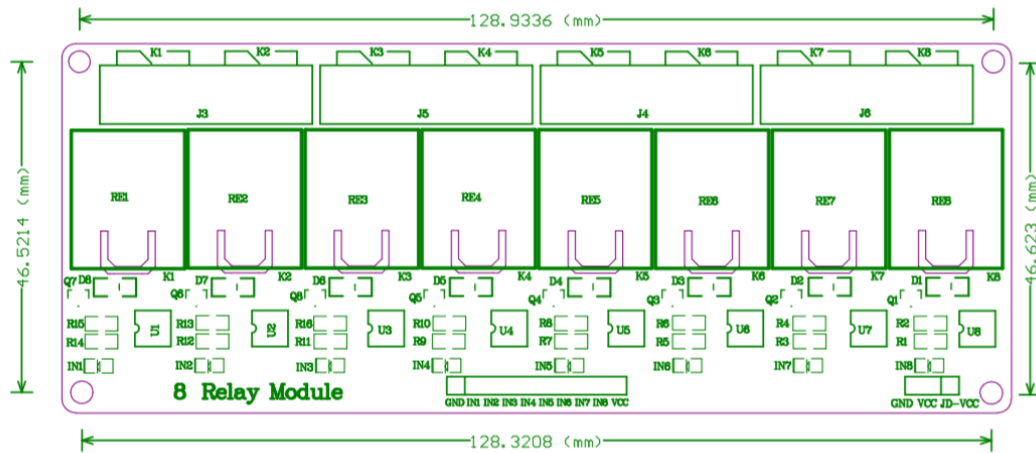 128.9336 (mm)
K1 K2 K3 K4 K5 K6 K7 K8
J3 J5 J4 J6
46.5214 (mm)
46.623 (mm)
RE1 RE2 RE3 RE4 RE5 RE6 RE7 RE8
K1 K2 K3 K4 K5 K6 K7 K8
Q7 D8 D7 D6 D5 D4 D3 D2 D1
Q6 Q8 Q5 Q4 Q3 Q2 Q1
R15 R13 R16 R10 R8 R6 R4 R2
U1 U2 U3 U4 U5 U6 U7 U8
R14 R12 R11 R9 R7 R5 R3 R1
IN1 IN2 IN3 IN4 IN5 IN6 IN7 IN8
8 Relay Module
GND IN1 IN2 IN3 IN4 IN5 IN6 IN7 IN8 VCC
GND VCC JD-VCC
128.3208 (mm)